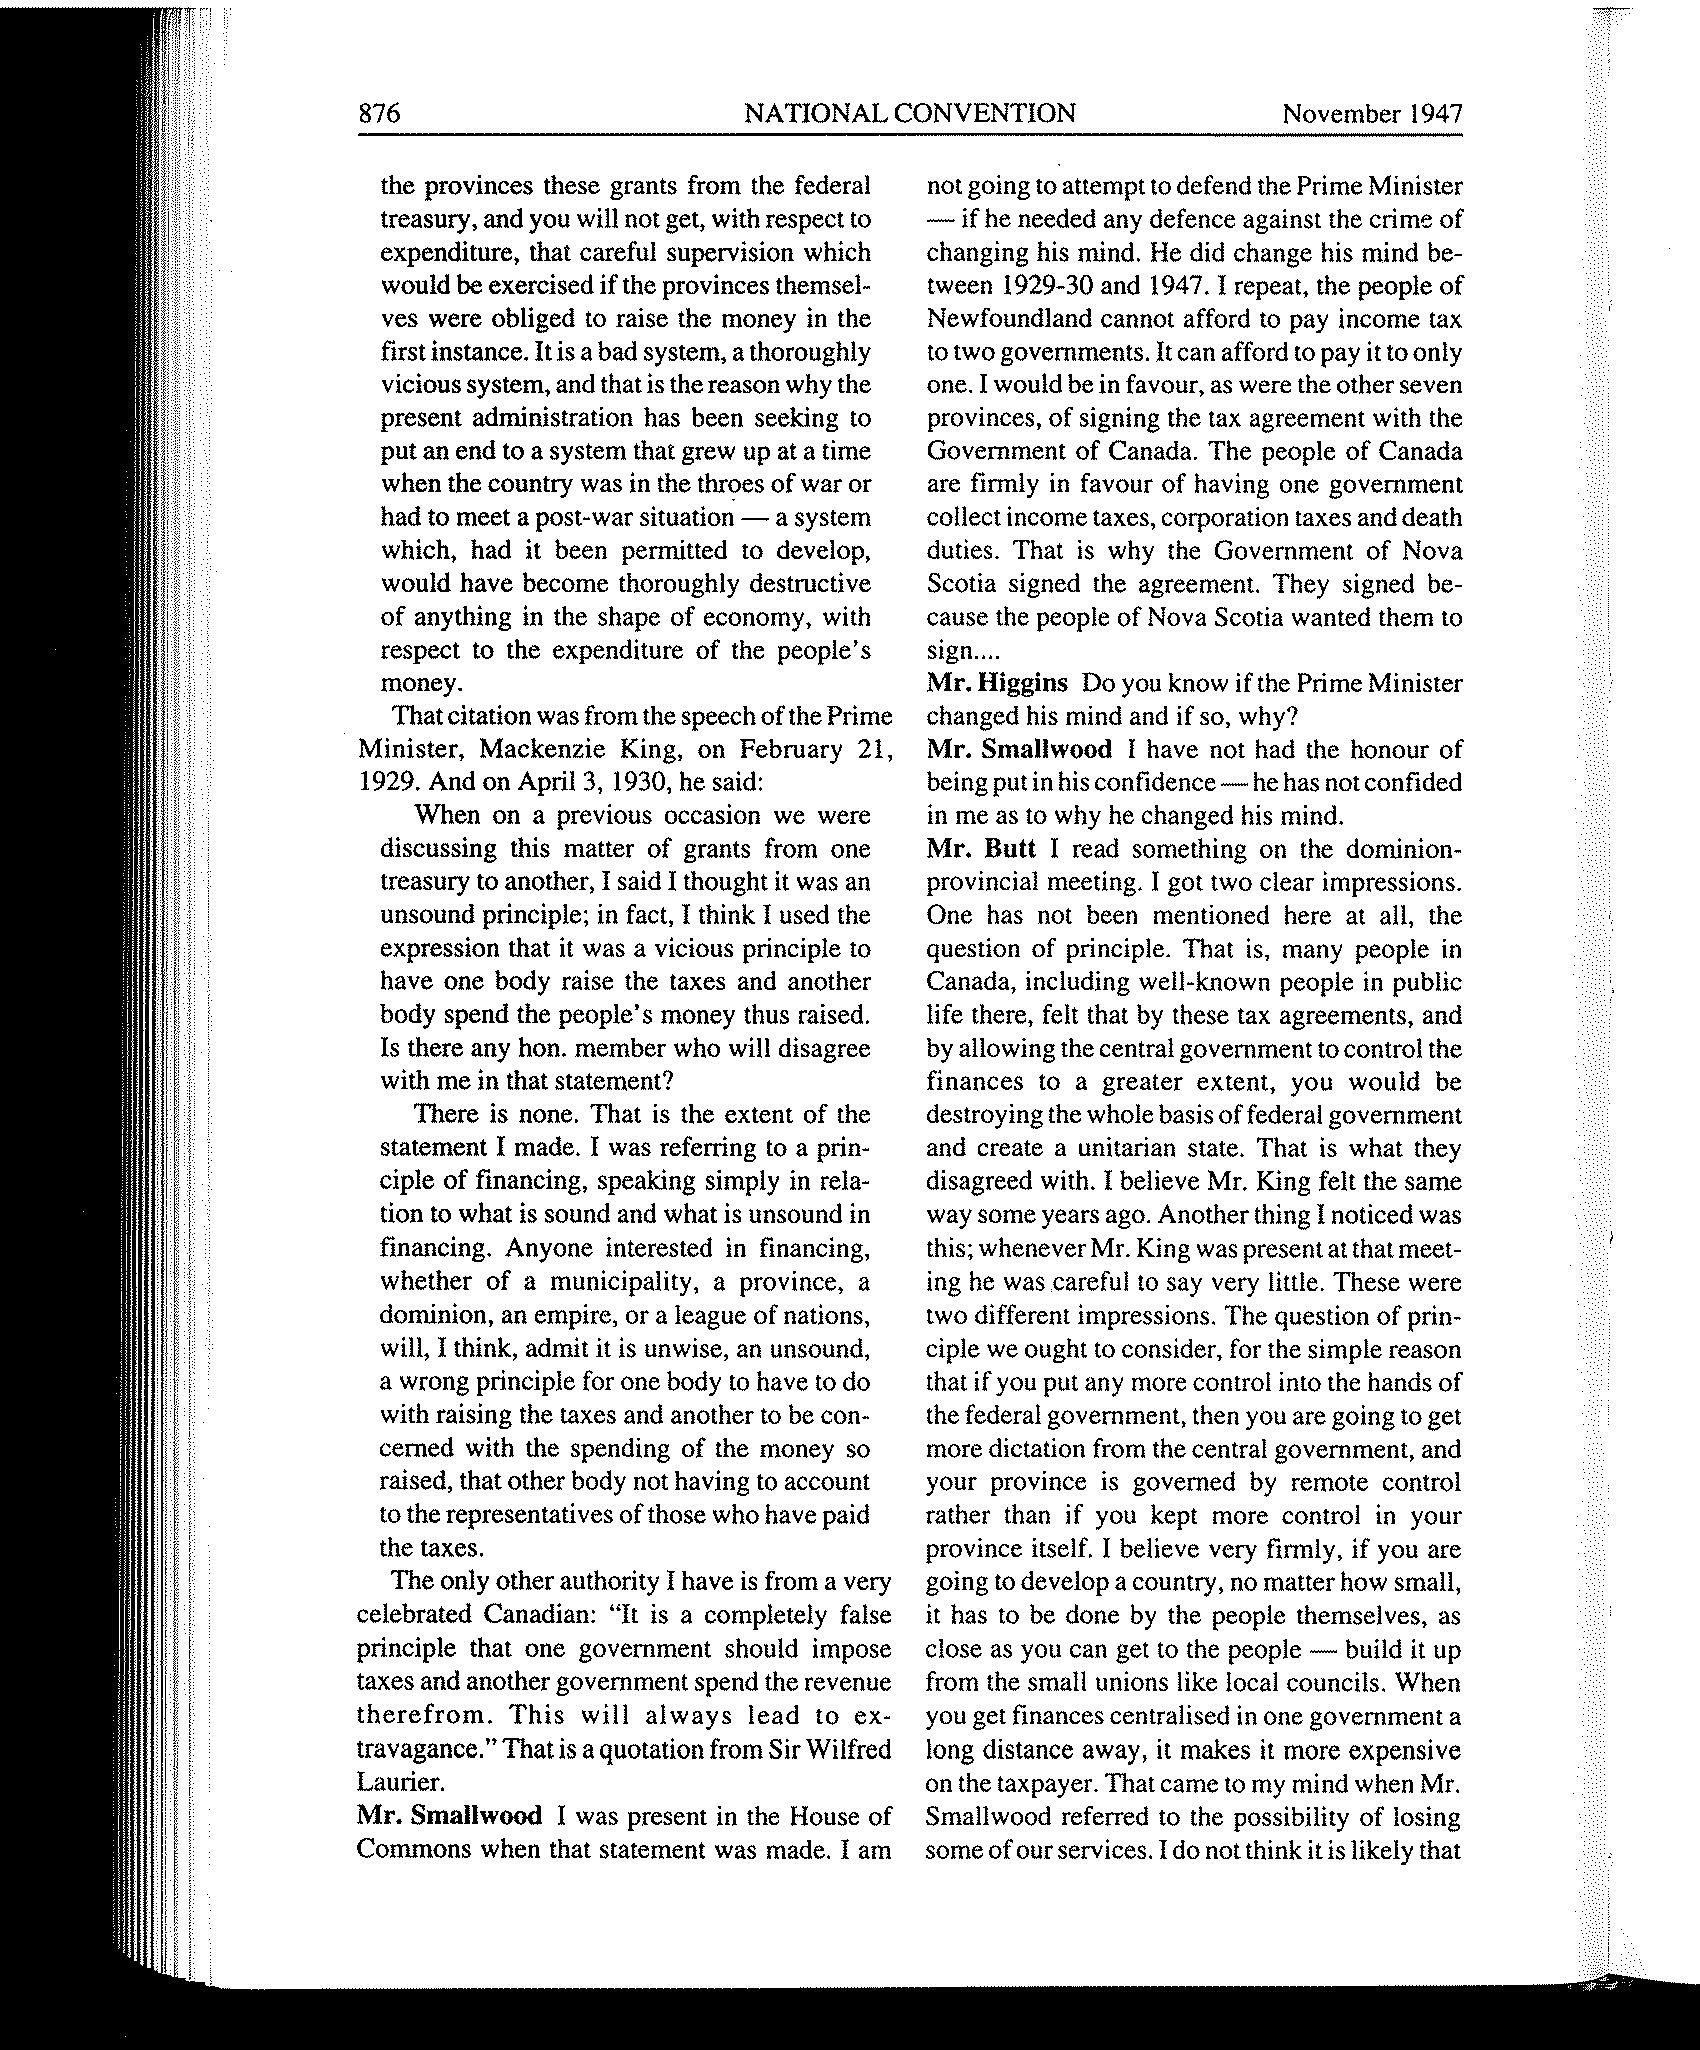 876 NATIONAL CONVENTION November 1947
the provinces these grants from the federal
treasury, and you will not get, with respect to
expenditure, that careful supervision which
would be exercised if the provinces themsel-
ves were obliged to raise the money in the
first instance. It is a bad system, a thoroughly
vicious system, and that is the reason why the
present administration has been seeking to
put an end to a system that grew up at a time
when the country was in the throes of war or
had to meet a post-war situation — a system
which, had it been permitted to develop,
would have become thoroughly destructive
of anything in the shape of economy, with
respect to the expenditure of the people's
money.
That citation was from the speech of the Prime
Minister, Mackenzie King, on February 21,
1929. And on April 3, 1930, he said:
When on a previous occasion we were
discussing this matter of grants from one
treasury to another, I said I thought it was an
unsound principle; in fact, I think I used the
expression that it was a vicious principle to
have one body raise the taxes and another
body spend the people's money thus raised.
Is there any hon. member who will disagree
with me in that statement?
There is none. That is the extent of the
statement I made. I was referring to a prin-
ciple of financing, speaking simply in rela-
tion to what is sound and what is unsound in
financing. Anyone interested in financing,
whether of a municipality, a province, a
dominion, an empire, or a league of nations,
will, I think, admit it is unwise, an unsound,
a wrong principle for one body to have to do
with raising the taxes and another to be con-
cerned with the spending of the money so
raised, that other body not having to account
to the representatives of those who have paid
the taxes.
The only other authority I have is from a very
celebrated Canadian: “It is a completely false
principle that one government should impose
taxes and another government spend the revenue
therefrom. This will always lead to ex-
travagance.” That is a quotation from Sir Wilfred
Laurier.
Mr. Smallwood I was present in the House of
Commons when that statement was made. I am
not going to attempt to defend the Prime Minister
— if he needed any defence against the crime of
changing his mind. He did change his mind be-
tween 1929-30 and 1947. I repeat, the people of
Newfoundland cannot afford to pay income tax
to two governments. It can afford to pay it to only
one. I would be in favour, as were the other seven
provinces, of signing the tax agreement with the
Government of Canada. The people of Canada
are firmly in favour of having one government
collect income taxes, corporation taxes and death
duties. That is why the Government of Nova
Scotia signed the agreement. They signed be-
cause the people of Nova Scotia wanted them to
sign....
Mr. Higgins Do you know if the Prime Minister
changed his mind and if so, why?
Mr. Smallwood I have not had the honour of
being put in his confidence — he has not confided
in me as to why he changed his mind.
Mr. Butt I read something on the dominion-
provincial meeting. I got two clear impressions.
One has not been mentioned here at all, the
question of principle. That is, many people in
Canada, including well-known people in public
life there, felt that by these tax agreements, and
by allowing the central government to control the
finances to a greater extent, you would be
destroying the whole basis of federal government
and create a unitarian state. That is what they
disagreed with. I believe Mr. King felt the same
way some years ago. Another thing I noticed was
this; whenever Mr. King was present at that meet-
ing he was careful to say very little. These were
two different impressions. The question of prin-
ciple we ought to consider, for the simple reason
that if you put any more control into the hands of
the federal government, then you are going to get
more dictation from the central government, and
your province is governed by remote control
rather than if you kept more control in your
province itself. I believe very firmly, if you are
going to develop a country, no matter how small,
it has to be done by the people themselves, as
close as you can get to the people — build it up
from the small unions like local councils. When
you get finances centralised in one government a
long distance away, it makes it more expensive
on the taxpayer. That came to my mind when Mr.
Smallwood referred to the possibility of losing
some of our services. I do not think it is likely that